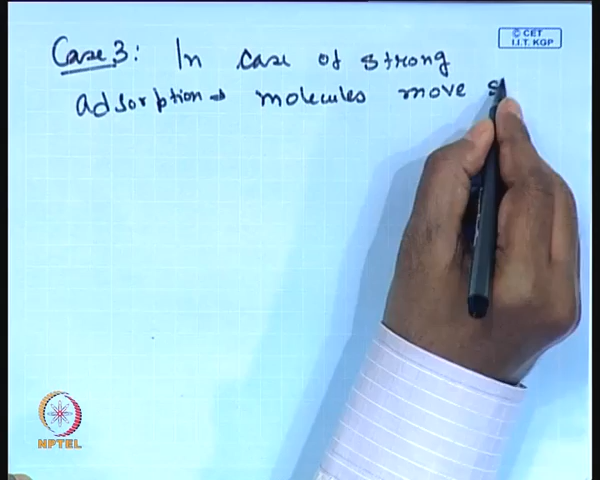 Case 3: In case of strong
adsorption → molecules move s
© CET
I.I.T. KGP
NPTEL